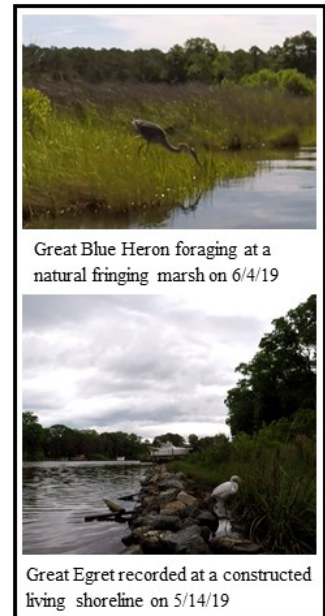 Great Blue Heron foraging at a
natural fringing marsh on 6/4/19
Great Egret recorded at a constructed
living shoreline on 5/14/19